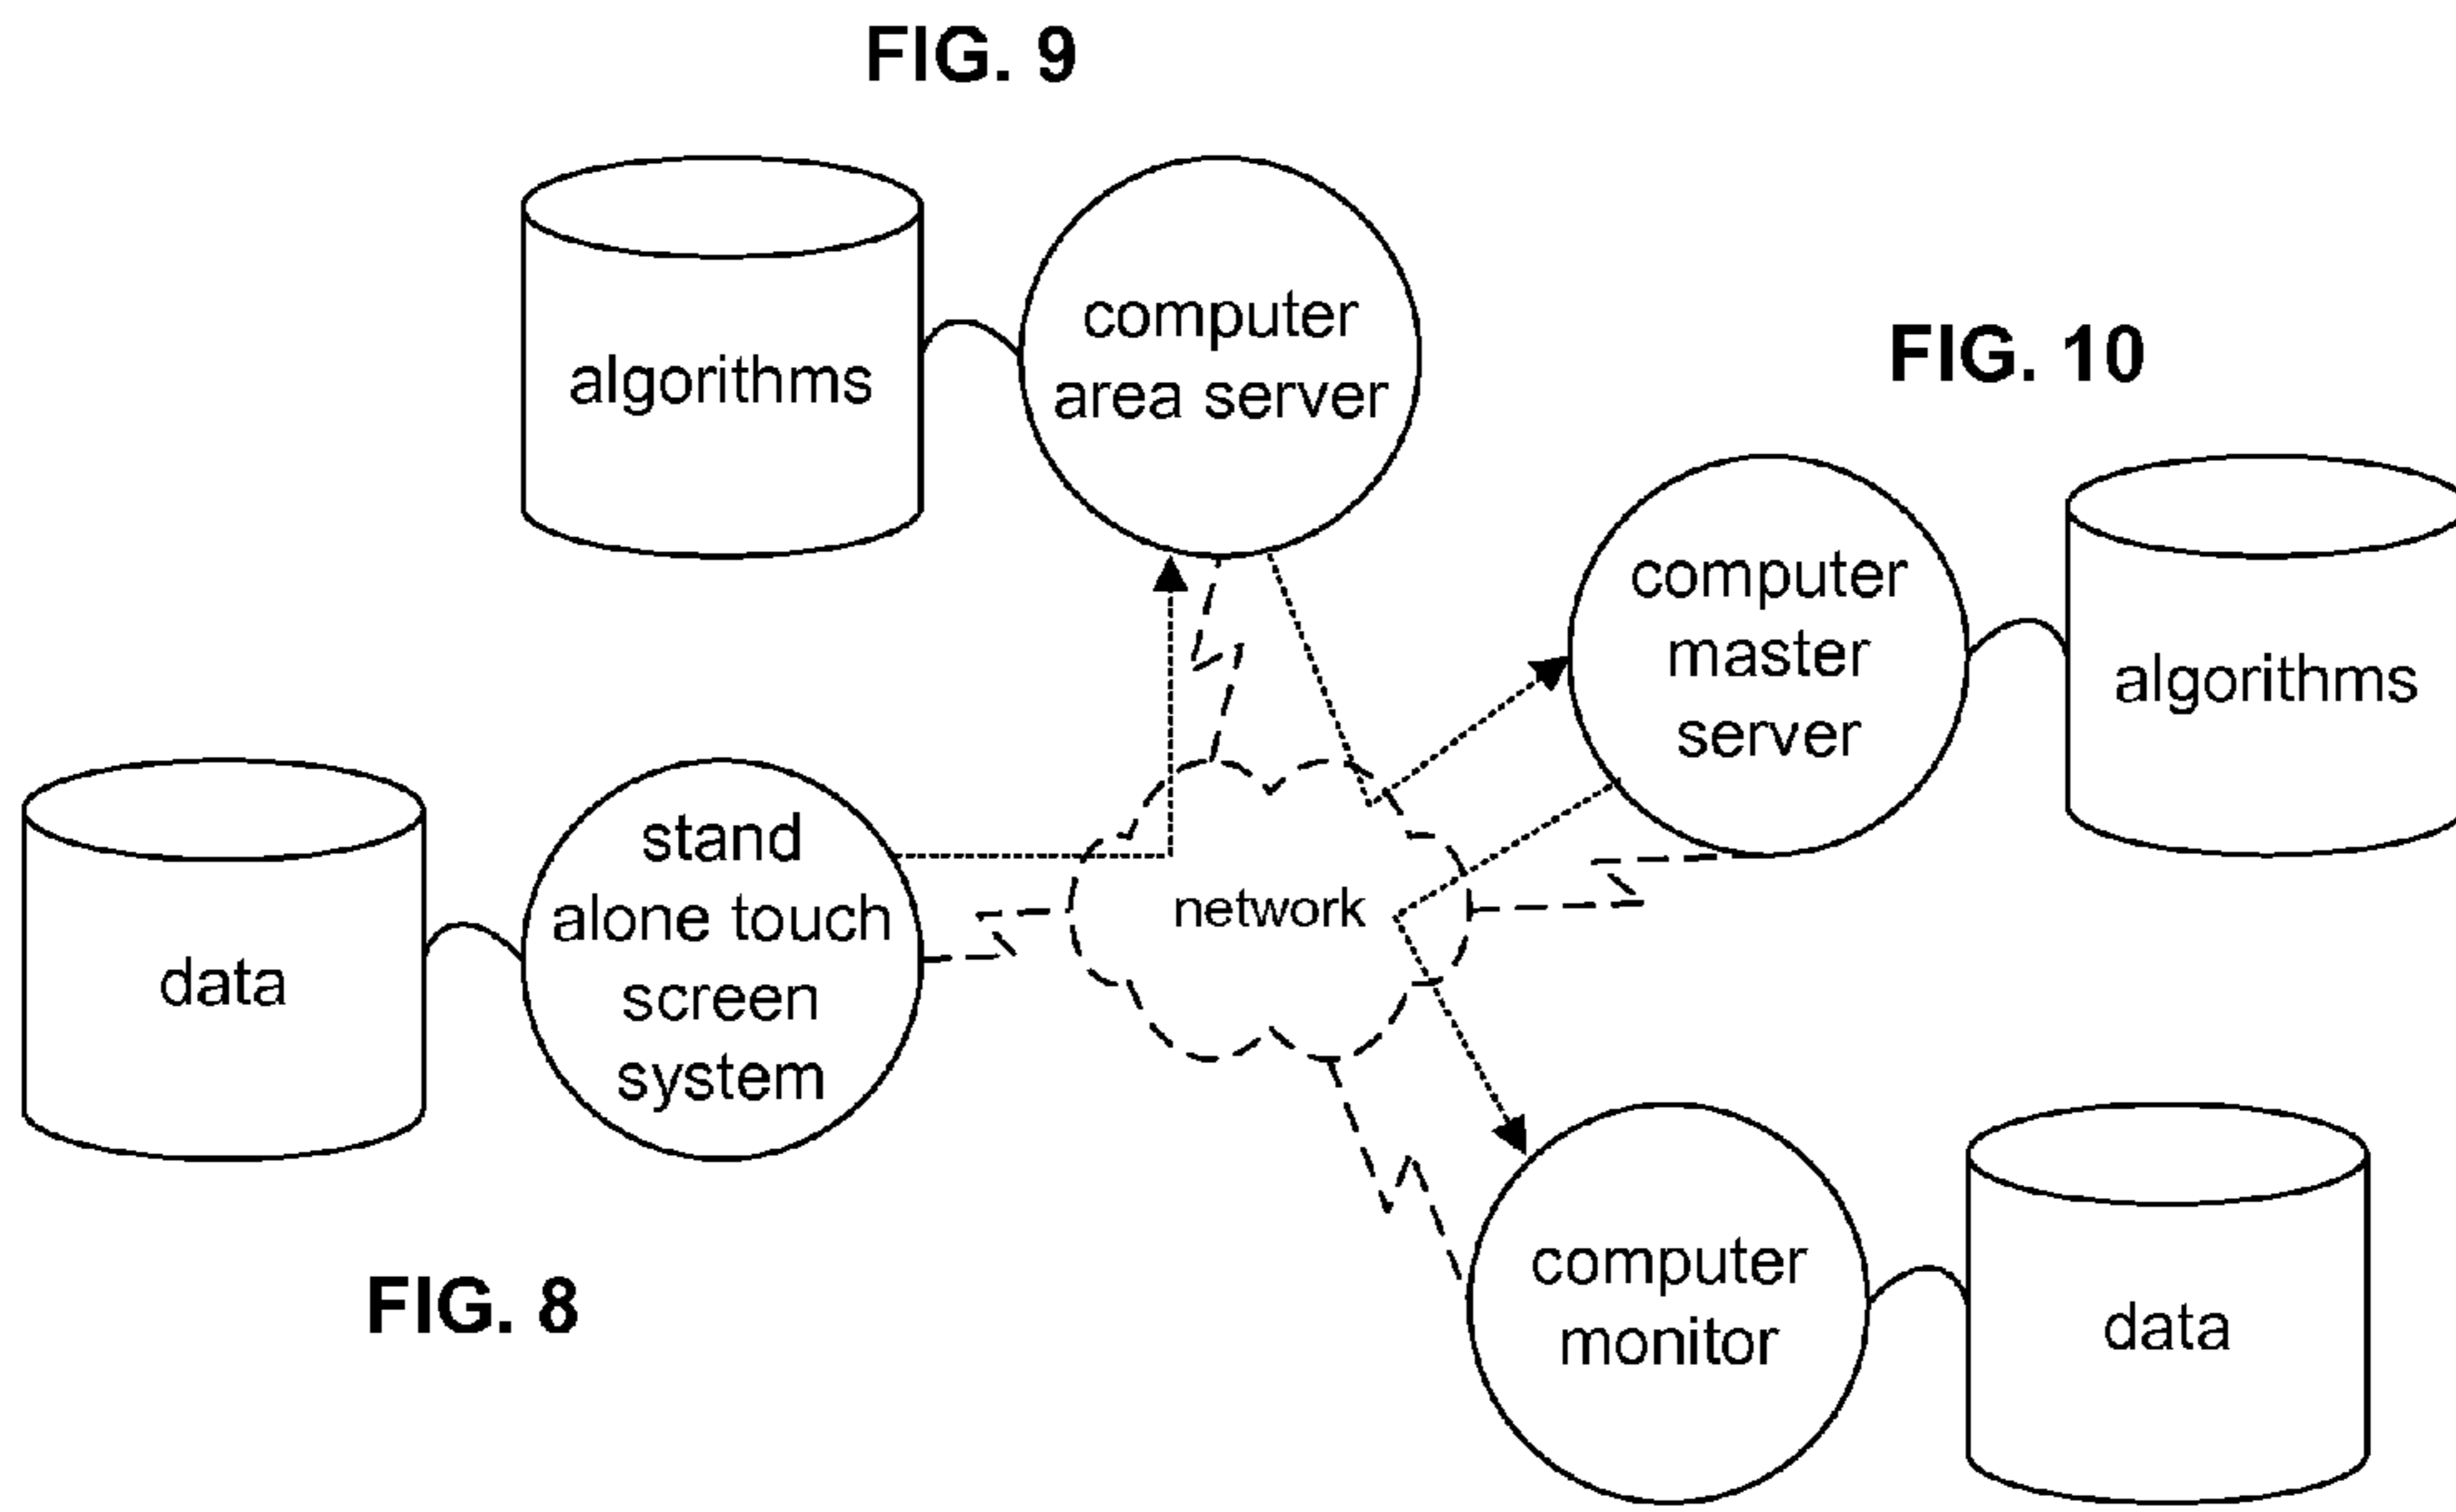 FIG. 9
algorithms
computer
area server
FIG. 10
computer
master
server
algorithms
data
stand
alone touch
screen
system
network
FIG. 8
computer
monitor
data